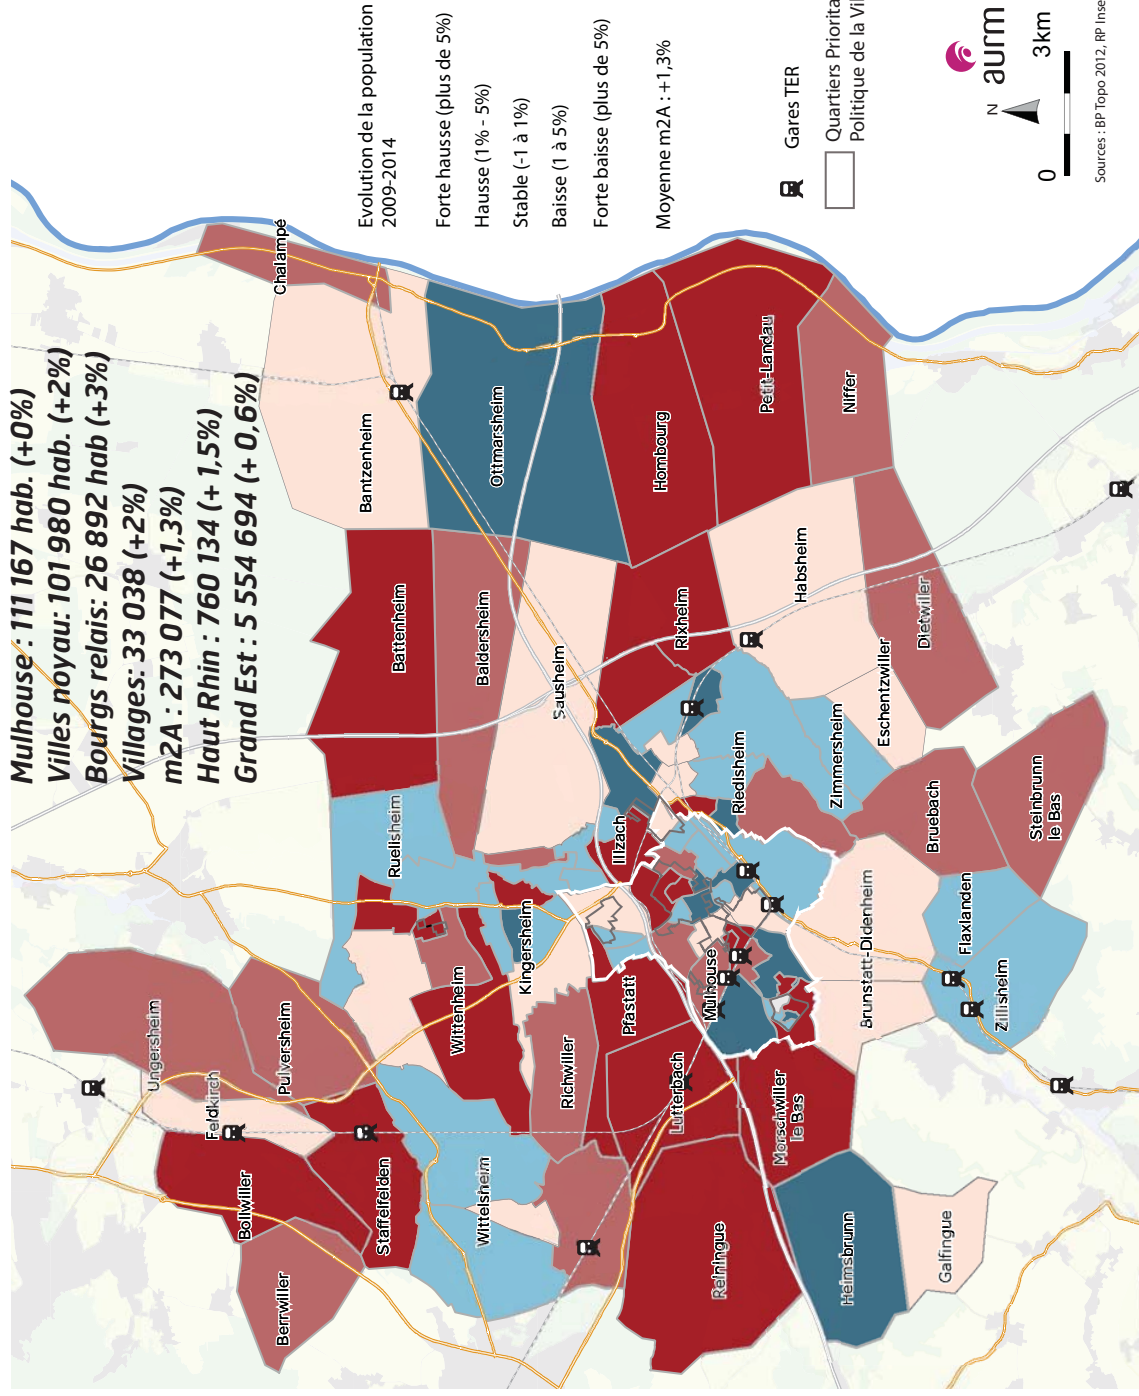 Mulhouse : 111 167 hab. (+0%)
Villes noyau: 101 980 hab. (+2%)
Bourgs relais: 26 892 hab (+3%)
Villages: 33 038 (+2%)
m2A : 273 077 (+1,3%)
Haut Rhin : 760 134 (+ 1,5%)
Grand Est : 5 554 694 (+ 0,6%)
Evolution de la population
2009-2014
Forte hausse (plus de 5%)
Hausse (1% - 5%)
Stable (-1 à 1%)
Baisse (1 à 5%)
Forte baisse (plus de 5%)
Moyenne m2A : +1,3%
Gares TER
Quartiers
Politique de la
N
aurm
0
3km
Sources : BP Topo 2012, RP
Chalampé
Bantzenheim
Ottmarsheim
Hombourg
Petit-Landau
Niffer
Battenheim
Baldersheim
Sausheim
Rixheim
Habsheim
Dietwiller
Eschentzwiller
Zimmersheim
Riedisheim
Bruebach
Steinbrunn
le Bas
Ruelisheim
Illzach
Kingersheim
Wittenheim
Mulhouse
Brunstatt-Didenheim
Flaxlanden
Zillisheim
Ungersheim
Pulversheim
Feldkirch
Pfastatt
Richwiller
Lutterbach
Morschwiller
le Bas
Bollwiller
Staffelfelden
Wittelsheim
Berrwiller
Reiningue
Heimsbrunn
Galfingue